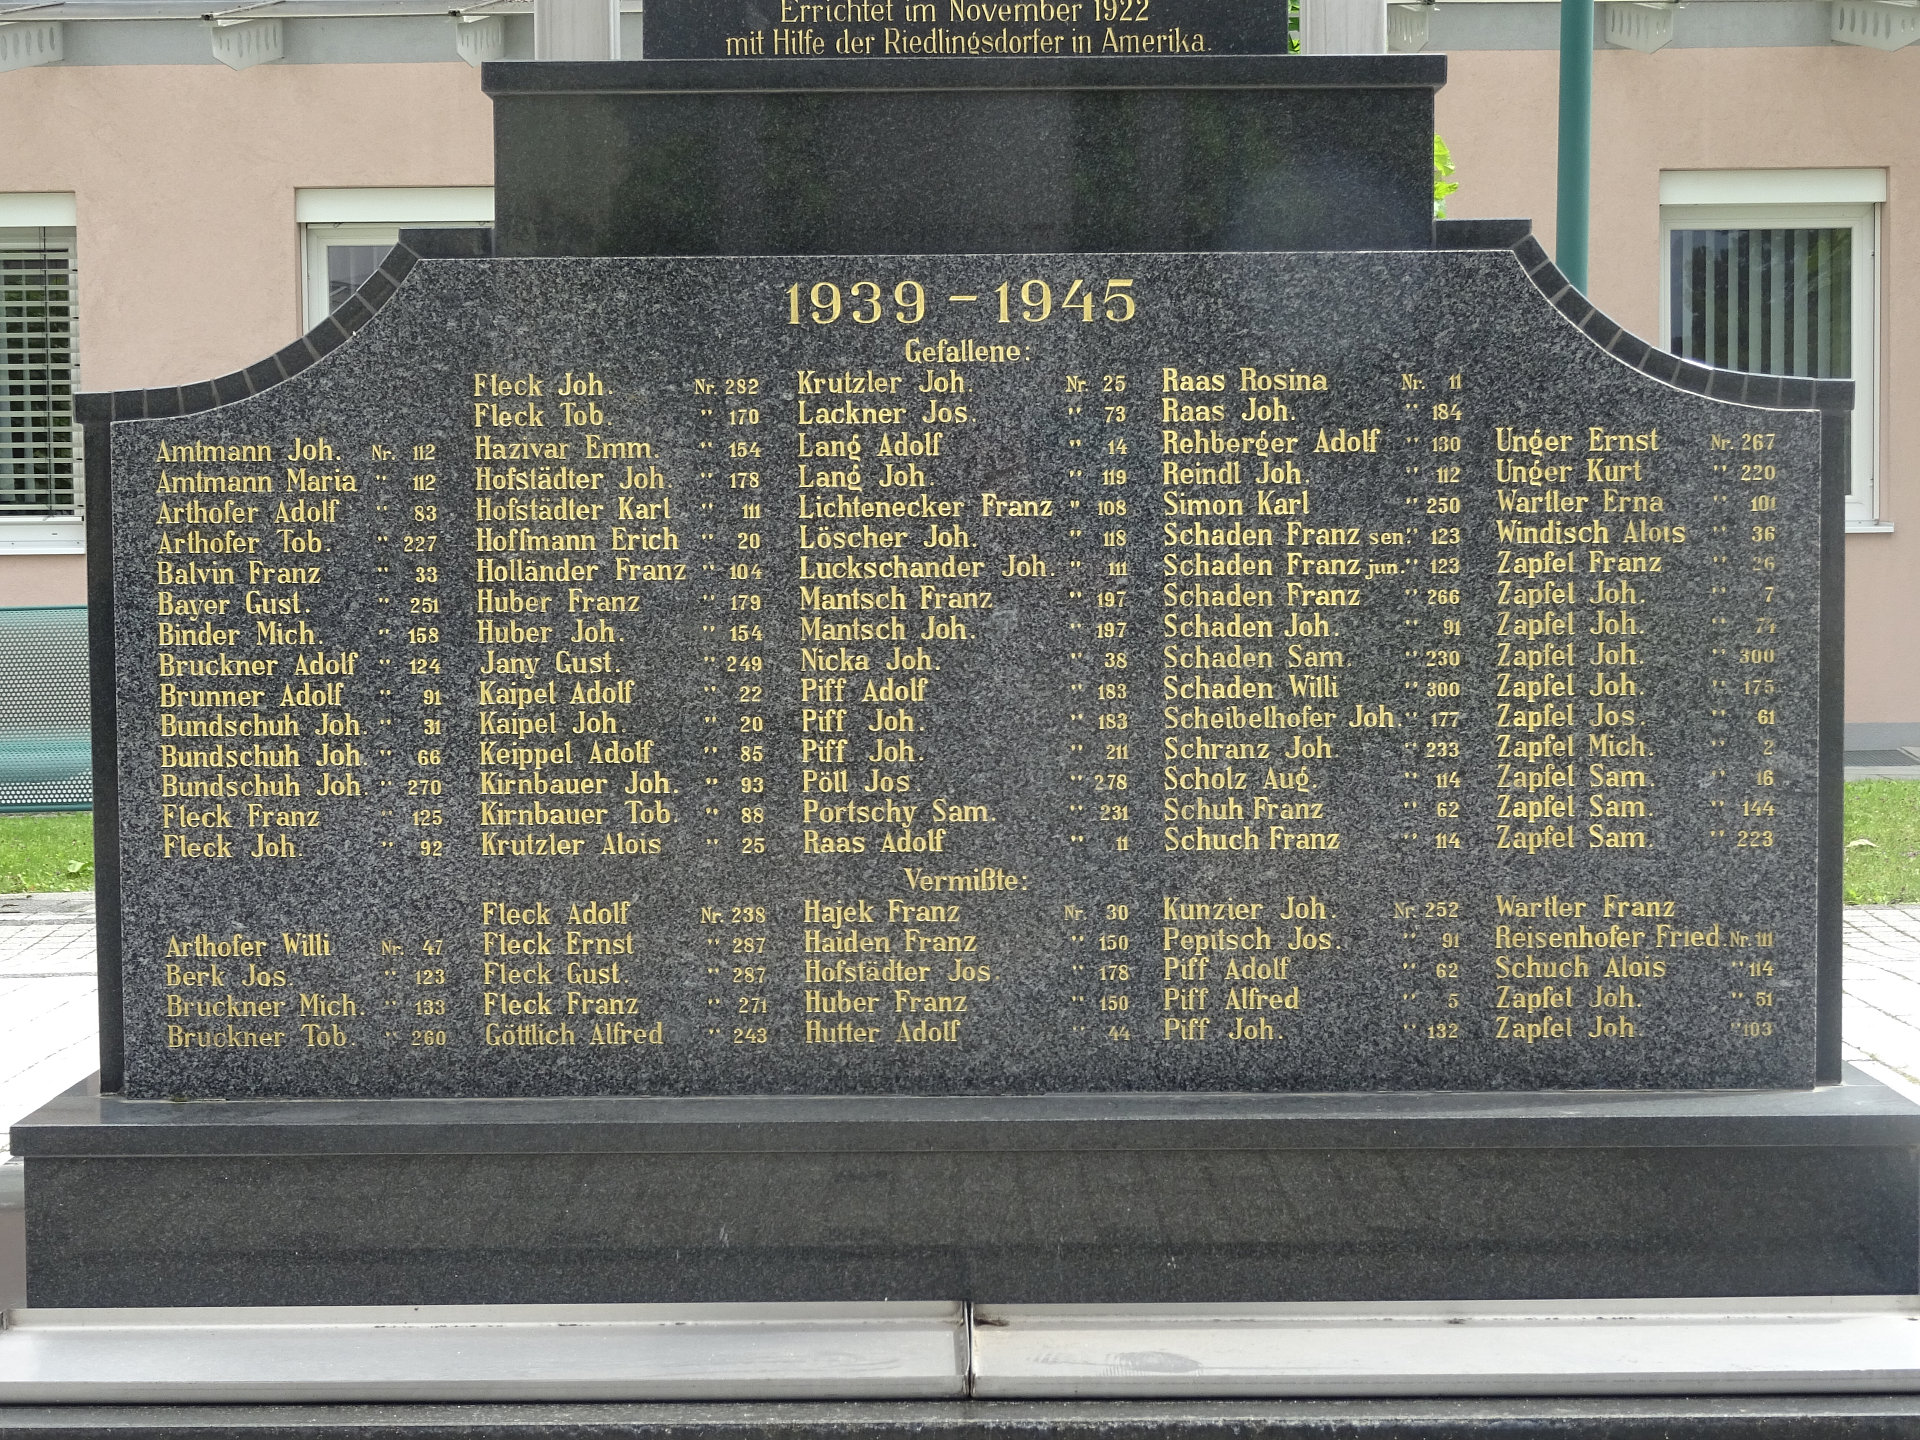 Errichtet im November 1922
mit Hilfe der Riedlingsdorfer in Amerika.
1939 - 1945
Gefallene:
Amtmann Joh. Nr. 112
Amtmann Maria " 112
Arthofer Adolf " 83
Arthofer Tob. " 227
Balvin Franz " 33
Bayer Gust. " 251
Binder Mich. " 158
Bruckner Adolf " 124
Brunner Adolf " 91
Bundschuh Joh. " 31
Bundschuh Joh. " 66
Bundschuh Joh. " 270
Fleck Franz " 125
Fleck Joh. " 92
Fleck Joh. Nr. 282
Fleck Tob. " 170
Hazivar Emm. " 154
Hofstädter Joh. " 178
Hofstädter Karl " 111
Hoffmann Erich " 20
Holländer Franz " 104
Huber Franz " 179
Huber Joh. " 154
Jany Gust. " 249
Kaipel Adolf " 22
Kaipel Joh. " 20
Keippel Adolf " 85
Kirnbauer Joh. " 93
Kirnbauer Tob. " 88
Krutzler Alois " 25
Krutzler Joh. Nr. 25
Lackner Jos. " 73
Lang Adolf " 14
Lang Joh " 119
Lichtenecker Franz " 108
Löscher Joh. " 118
Luckschander Joh. " 111
Mantsch Franz " 197
Mantsch Joh. " 197
Nicka Joh. " 38
Piff Adolf " 183
Piff Joh. " 183
Piff Joh. " 211
Pöll Jos " 278
Portschy Sam. " 231
Raas Adolf " 11
Raas Rosina Nr. 11
Raas Joh. " 184
Rehberger Adolf " 130
Reindl Joh. " 112
Simon Karl " 250
Schaden Franz sen. " 123
Schaden Franz jun. " 123
Schaden Franz " 266
Schaden Joh. " 91
Schaden Sam. " 230
Schaden Willi " 300
Scheibelhofer Joh. " 177
Schranz Joh. " 233
Scholz Aug. " 114
Schuh Franz " 62
Schuch Franz " 114
Unger Ernst Nr. 267
Unger Kurt " 220
Wartler Erna " 101
Windisch Alois " 36
Zapfel Franz " 26
Zapfel Joh. " 7
Zapfel Joh. " 74
Zapfel Joh. " 300
Zapfel Joh. " 175
Zapfel Jos. " 61
Zapfel Mich. " 2
Zapfel Sam. " 16
Zapfel Sam. " 144
Zapfel Sam. " 223
Vermißte:
Arthofer Willi Nr. 47
Berk Jos. " 123
Bruckner Mich. " 133
Bruckner Tob. " 260
Fleck Adolf Nr. 238
Fleck Ernst " 287
Fleck Gust. " 287
Fleck Franz " 271
Göttlich Alfred " 243
Hajek Franz Nr. 30
Haiden Franz " 150
Hofstädter Jos. " 178
Huber Franz " 150
Hutter Adolf " 44
Kunzier Joh. Nr. 252
Pepitsch Jos. " 91
Piff Adolf " 62
Piff Alfred " 5
Piff Joh. " 132
Wartler Franz
Reisenhofer Fried. Nr. 111
Schuch Alois " 114
Zapfel Joh. " 51
Zapfel Joh. " 103